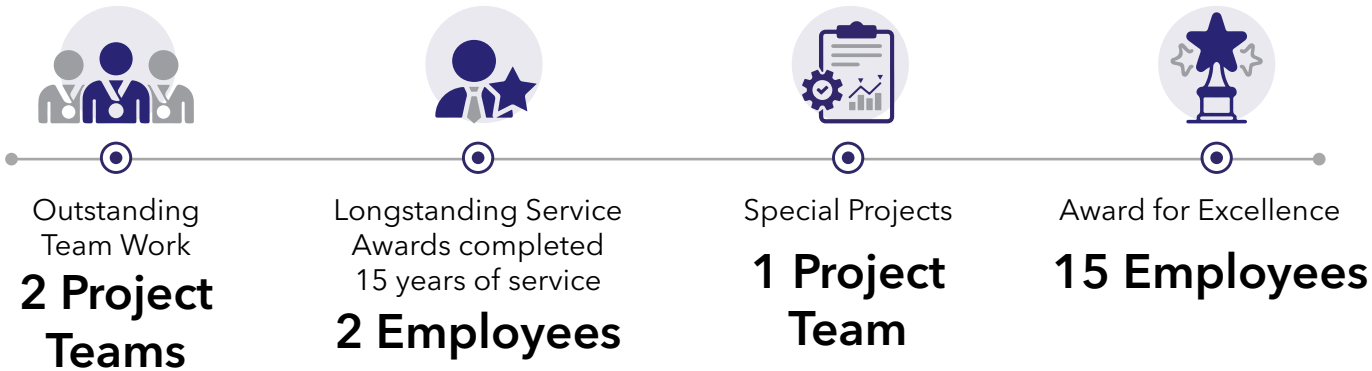 Outstanding
Team Work
2 Project
Teams
Longstanding Service
Awards completed
15 years of service
2 Employees
Special Projects
1 Project
Team
Award for Excellence
15 Employees